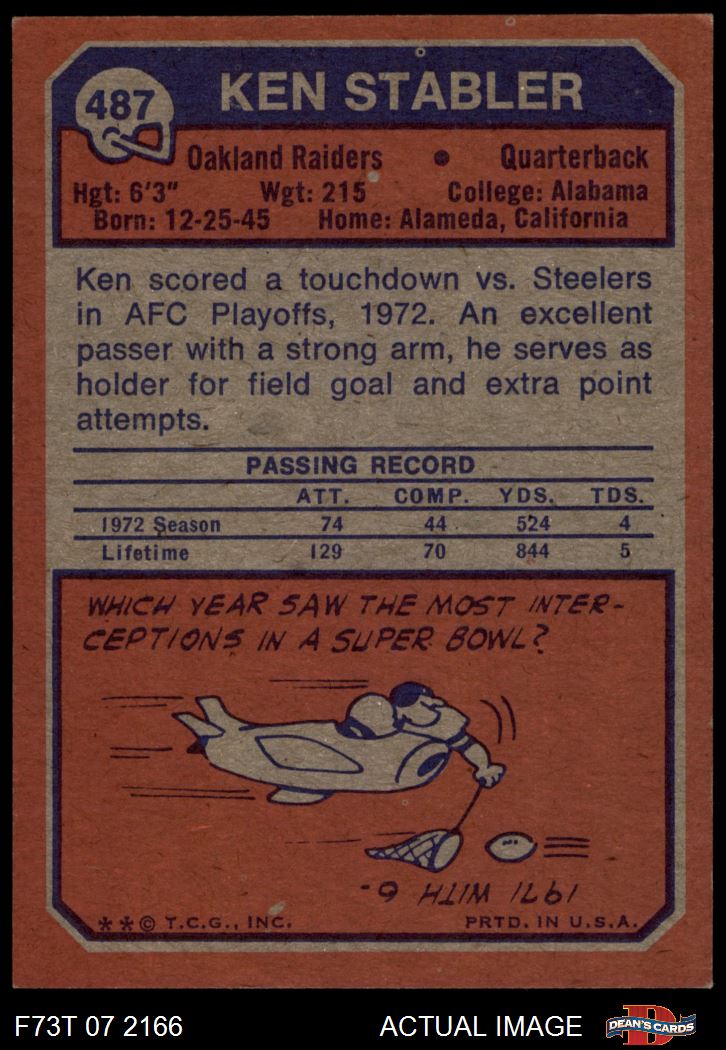 487
KEN STABLER
Oakland Raiders • Quarterback
Hgt: 6'3" Wgt: 215 College: Alabama
Born: 12-25-45 Home: Alameda, California
Ken scored a touchdown vs. Steelers
in AFC Playoffs, 1972. An excellent
passer with a strong arm, he serves as
holder for field goal and extra point
attempts.
PASSING RECORD
ATT. COMP. YDS. TDS.
1972 Season 74 44 524 4
Lifetime 129 70 844 5
WHICH YEAR SAW THE MOST INTER-
CEPTIONS IN A SUPER BOWL?
1971 WITH 9.
**© T.C.G., INC. PRTD. IN U.S.A.
F73T 07 2166 ACTUAL IMAGE
D
DEAN'S CARDS